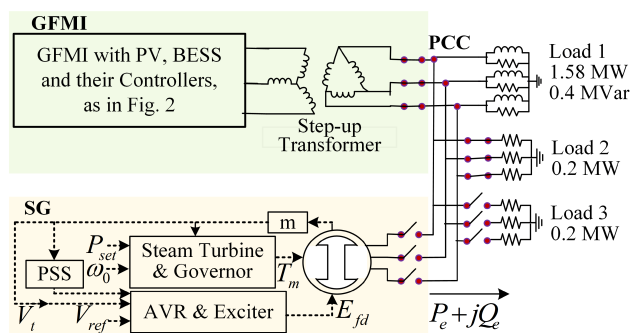 GFMI
GFMI with PV, BESS
and their Controllers,
as in Fig. 2
Step-up
Transformer
PCC
Load 1
1.58 MW
0.4 MVar
Load 2
0.2 MW
Load 3
0.2 MW
SG
m
P_set
ω_0
Steam Turbine
& Governor
T_m
PSS
V_t
V_ref
AVR & Exciter
E_fd
P_e+jQ_e